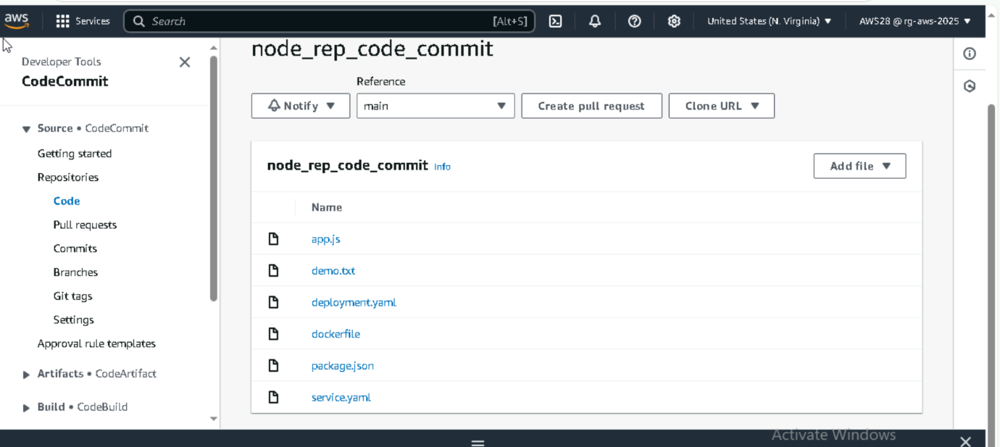 aws Services Search [Alt+S] United States (N. Virginia) AWS28 @ rg-aws-2025
Developer Tools
CodeCommit
Source • CodeCommit
Getting started
Repositories
Code
Pull requests
Commits
Branches
Git tags
Settings
Approval rule templates
Artifacts • CodeArtifact
Build • CodeBuild
node_rep_code_commit
Reference
Notify main Create pull request Clone URL
node_rep_code_commit Info Add file
Name
app.js
demo.txt
deployment.yaml
dockerfile
package.json
service.yaml
Activate Windows